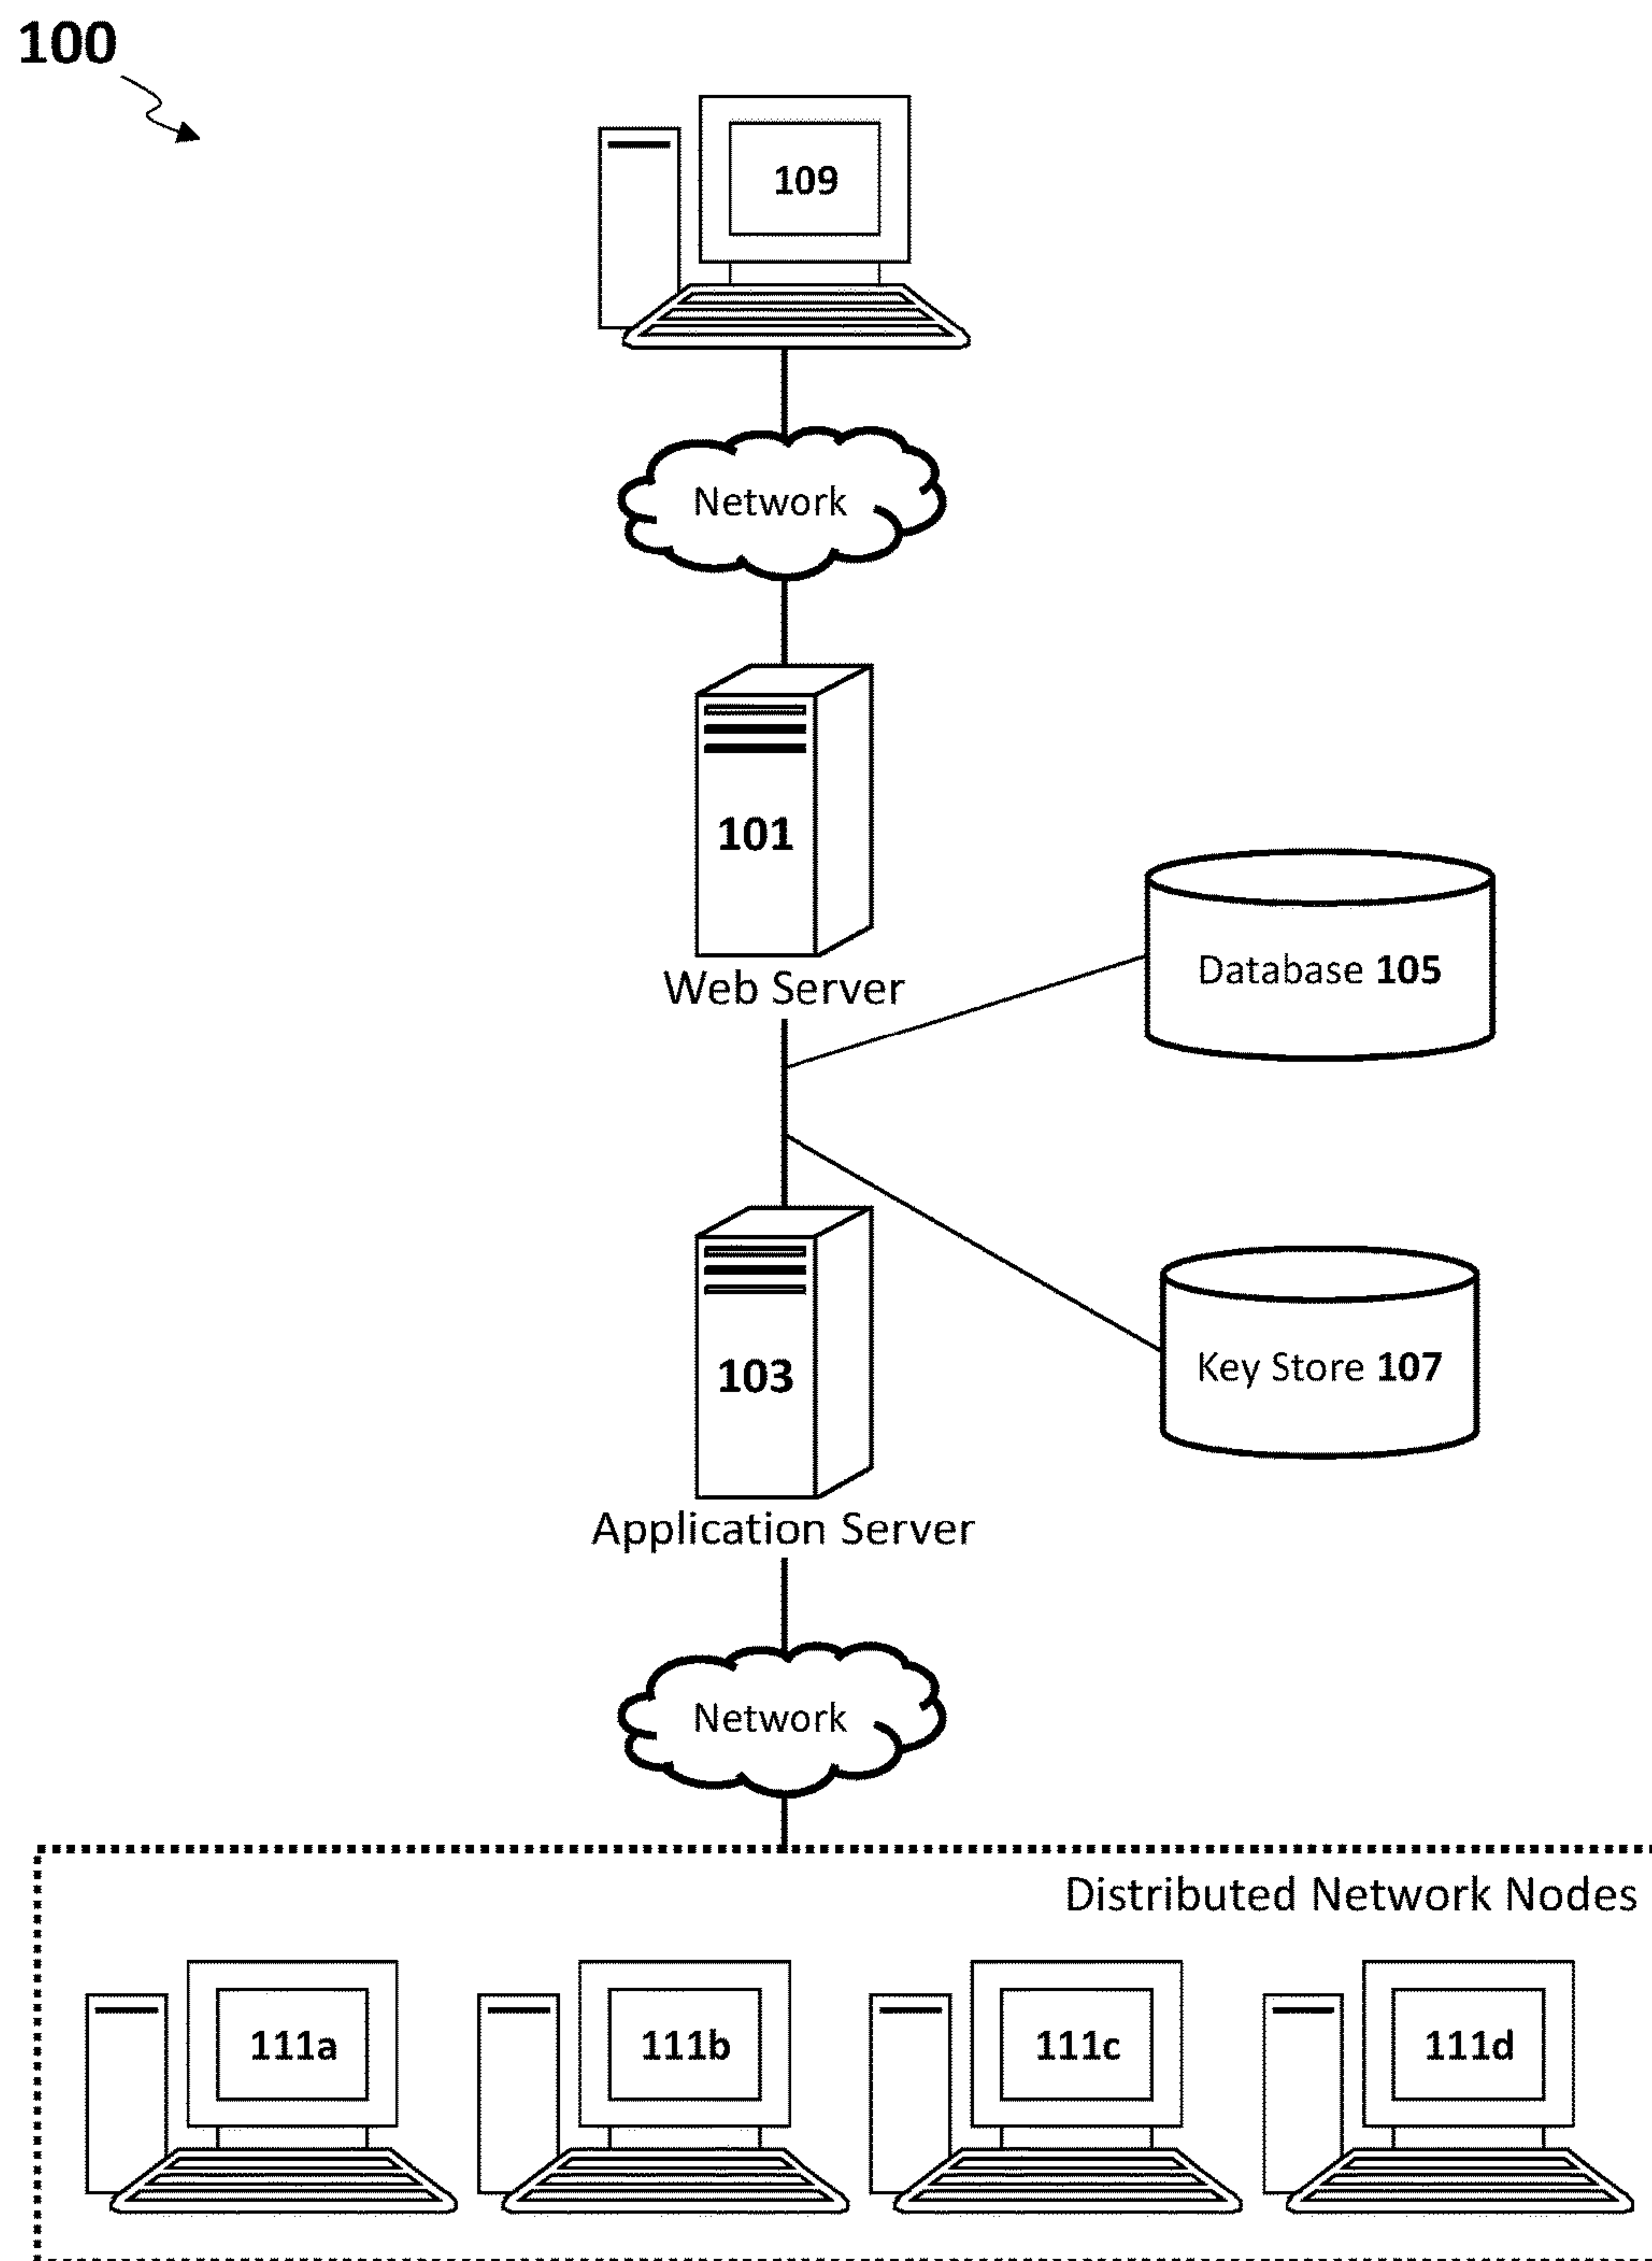 100
109
Network
101
Web Server
Database 105
103
Key Store 107
Application Server
Network
Distributed Network Nodes
111a
111b
111c
111d